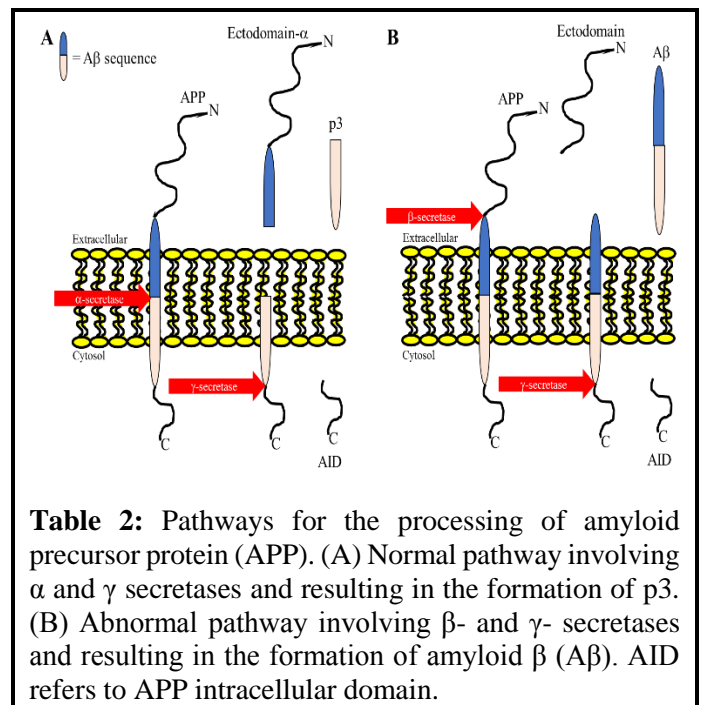 A
= Aβ sequence
APP
N
Ectodomain-α
N
p3
Extracellular
α-secretase
Cytosol
γ-secretase
C
C
C
AID
B
APP
N
Ectodomain
N
Aβ
β-secretase
Extracellular
Cytosol
γ-secretase
C
C
C
AID
Table 2: Pathways for the processing of amyloid
precursor protein (APP). (A) Normal pathway involving
α and γ secretases and resulting in the formation of p3.
(B) Abnormal pathway involving β- and γ- secretases
and resulting in the formation of amyloid β (Aβ). AID
refers to APP intracellular domain.